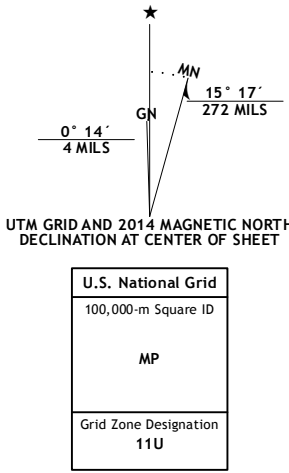 MN
GN
15° 17´
272 MILS
0° 14´
4 MILS
UTM GRID AND 2014 MAGNETIC NORTH
DECLINATION AT CENTER OF SHEET
U.S. National Grid
100,000-m Square ID
MP
Grid Zone Designation
11U